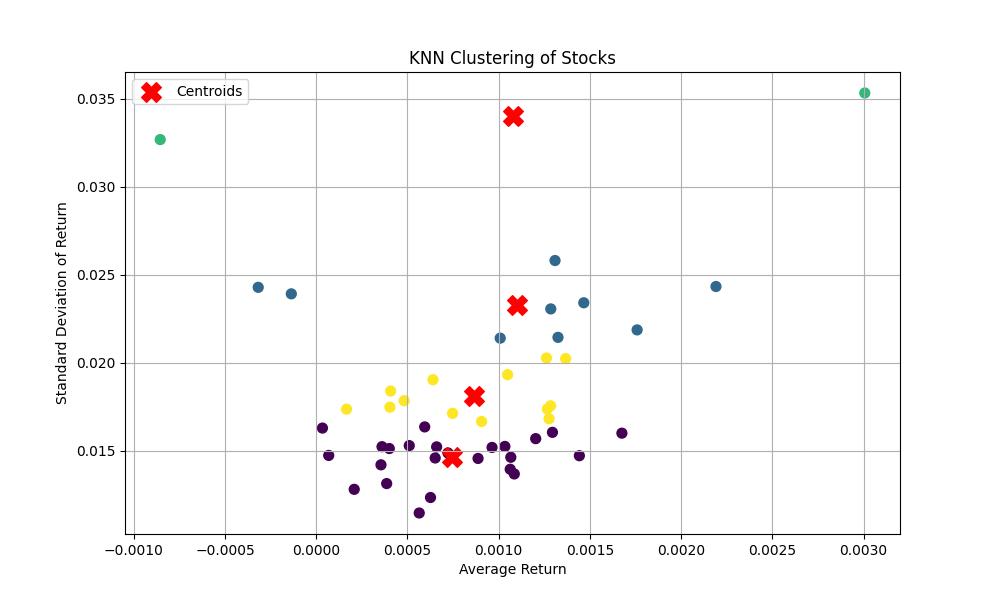 KNN Clustering of Stocks
Centroids
0.035
0.030
0.025
0.020
0.015
Standard Deviation of Return
−0.0010 −0.0005 0.0000 0.0005 0.0010 0.0015 0.0020 0.0025 0.0030
Average Return